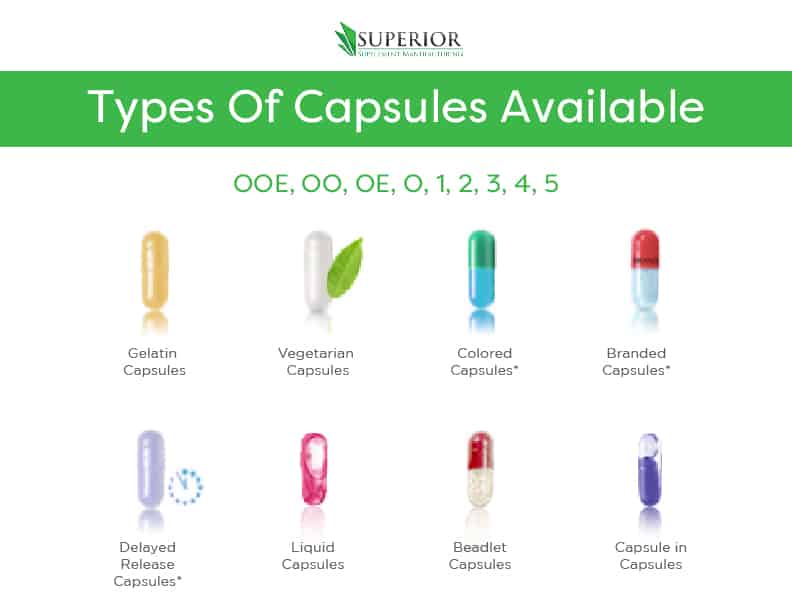 SUPERIOR
SUPPLEMENT MANUFACTURING
Types Of Capsules Available
OOE, OO, OE, O, 1, 2, 3, 4, 5
Gelatin
Capsules
Vegetarian
Capsules
Colored
Capsules*
Branded
Capsules*
Delayed
Release
Capsules*
Liquid
Capsules
Beadlet
Capsules
Capsule in
Capsules